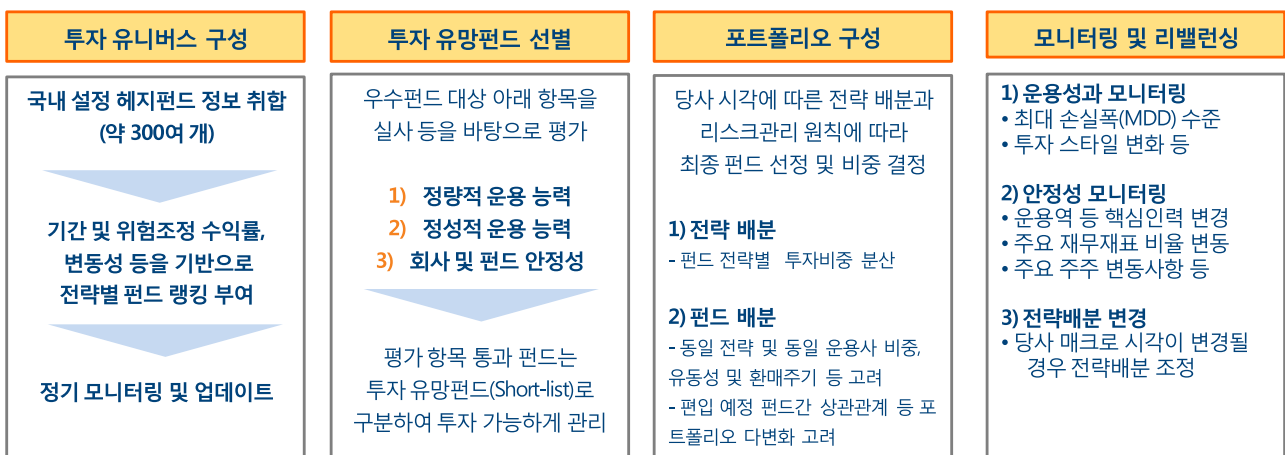 투자 유니버스 구성
국내 설정 헤지펀드 정보 취합
(약 300여 개)
기간 및 위험조정 수익률,
변동성 등을 기반으로
전략별 펀드 랭킹 부여
정기 모니터링 및 업데이트
투자 유망펀드 선별
우수펀드 대상 아래 항목을
실사 등을 바탕으로 평가
1) 정량적 운용 능력
2) 정성적 운용 능력
3) 회사 및 펀드 안정성
평가 항목 통과 펀드는
투자 유망펀드(Short-list)로
구분하여 투자 가능하게 관리
포트폴리오 구성
당사 시각에 따른 전략 배분과
리스크관리 원칙에 따라
최종 펀드 선정 및 비중 결정
1) 전략 배분
- 펀드 전략별 투자비중 분산
2) 펀드 배분
- 동일 전략 및 동일 운용사 비중,
유동성 및 환매주기 등 고려
- 편입 예정 펀드간 상관관계 등 포
트폴리오 다변화 고려
모니터링 및 리밸런싱
1) 운용성과 모니터링
• 최대 손실폭(MDD) 수준
• 투자 스타일 변화 등
2) 안정성 모니터링
• 운용역 등 핵심인력 변경
• 주요 재무재표 비율 변동
• 주요 주주 변동사항 등
3) 전략배분 변경
• 당사 매크로 시각이 변경될
경우 전략배분 조정